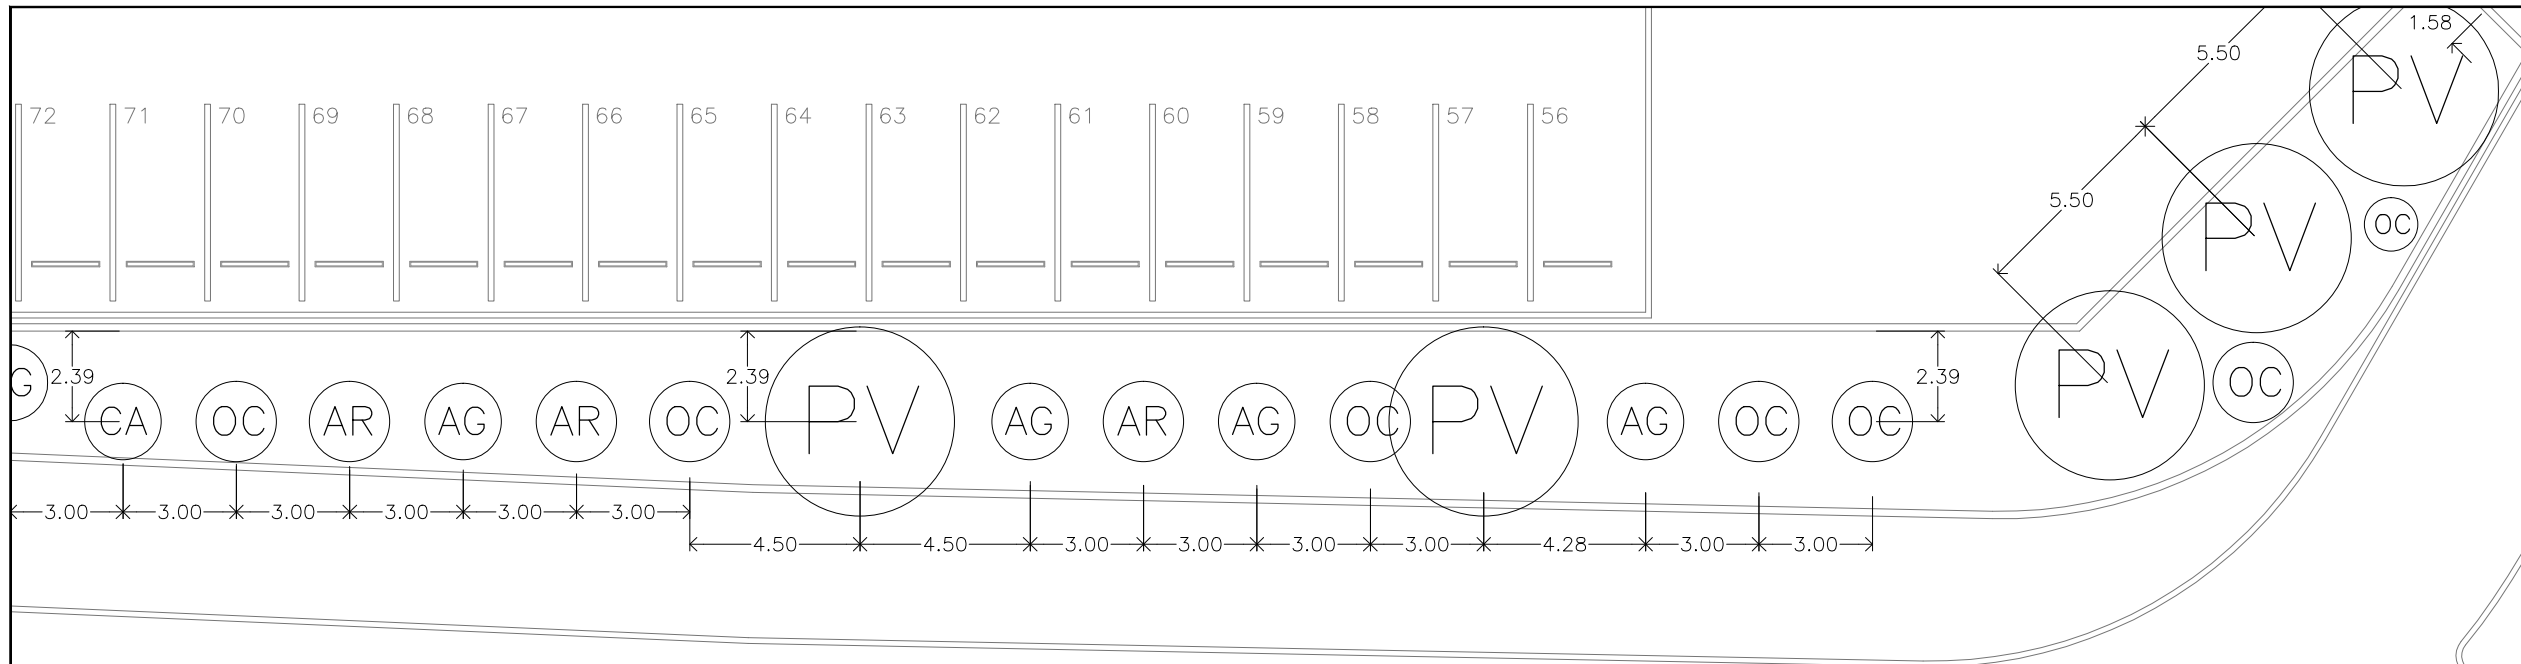 1.58
5.50
PV
72 71 70 69 68 67 66 65 64 63 62 61 60 59 58 57 56
5.50
PV
OC
2.39 2.39 2.39
PV
OC
G CA OC AR AG AR OC PV AG AR AG OC PV AG OC OC
3.00 3.00 3.00 3.00 3.00 3.00
4.50 4.50 3.00 3.00 3.00 3.00 4.28 3.00 3.00